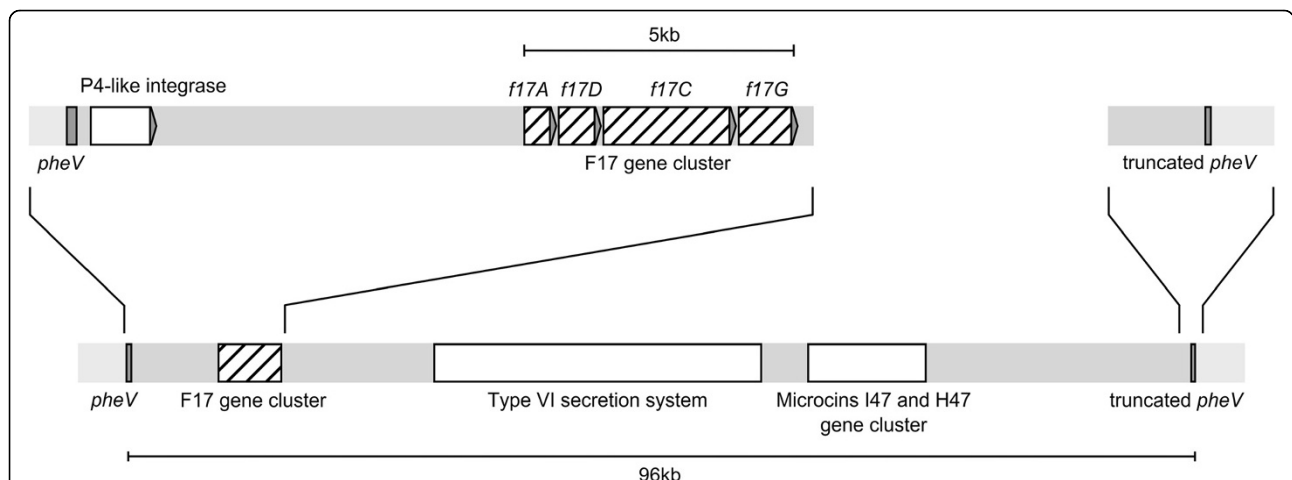 5kb
P4-like integrase
f17A f17D f17C f17G
pheV
F17 gene cluster
truncated pheV
pheV
F17 gene cluster
Type VI secretion system
Microcins I47 and H47
gene cluster
truncated pheV
96kb